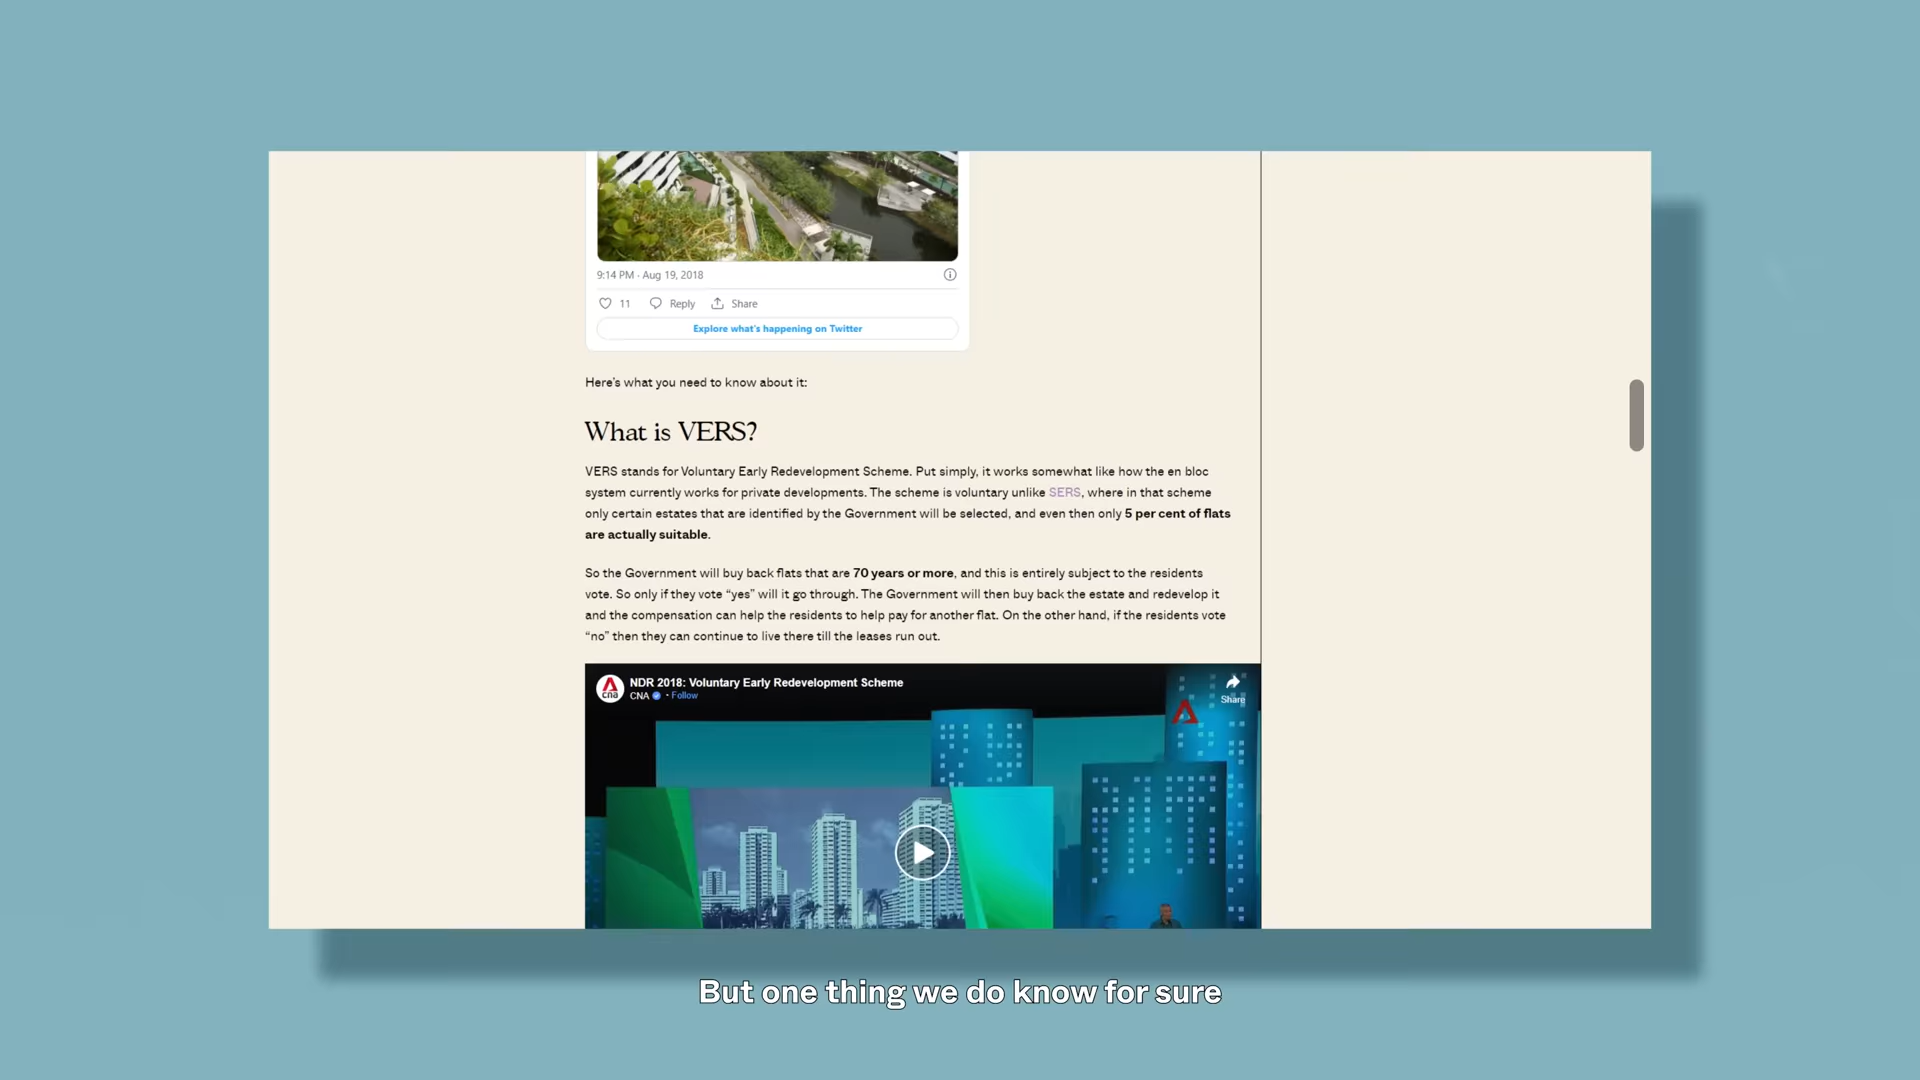 9:14 PM · Aug 19, 2018
11 Reply Share
Explore what's happening on Twitter
Here's what you need to know about it:
What is VERS?
VERS stands for Voluntary Early Redevelopment Scheme. Put simply, it works somewhat like how the en bloc
system currently works for private developments. The scheme is voluntary unlike SERS, where in that scheme
only certain estates that are identified by the Government will be selected, and even then only 5 per cent of flats
are actually suitable.
So the Government will buy back flats that are 70 years or more, and this is entirely subject to the residents
vote. So only if they vote “yes” will it go through. The Government will then buy back the estate and redevelop it
and the compensation can help the residents to help pay for another flat. On the other hand, if the residents vote
“no” then they can continue to live there till the leases run out.
cna
NDR 2018: Voluntary Early Redevelopment Scheme
CNA · Follow
Share
But one thing we do know for sure